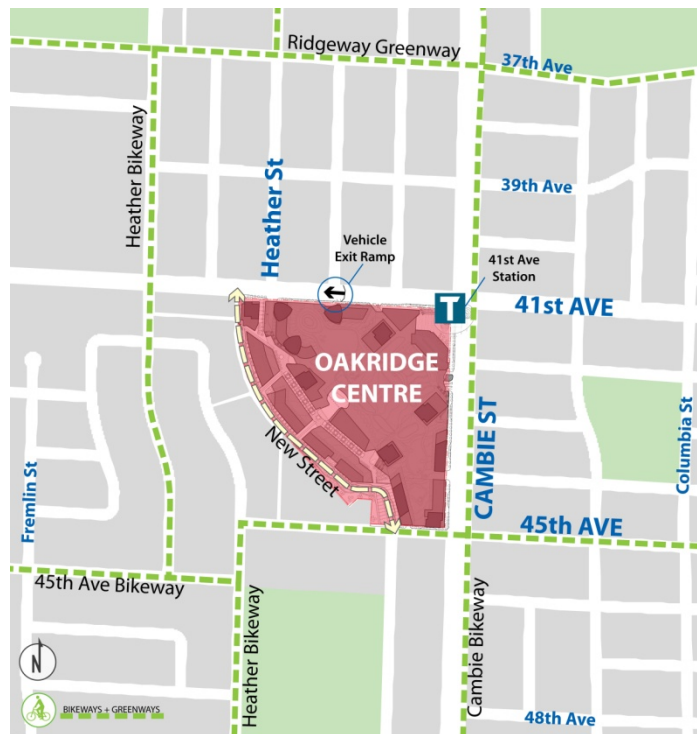 Ridgeway Greenway
37th Ave
Heather Bikeway
Heather St
39th Ave
Vehicle
Exit Ramp
41st Ave
Station
T
41st AVE
OAKRIDGE
CENTRE
CAMBIE ST
Columbia St
New Street
Fremlin St
45th AVE
45th Ave Bikeway
Heather Bikeway
Cambie Bikeway
48th Ave
N
BIKEWAYS + GREENWAYS